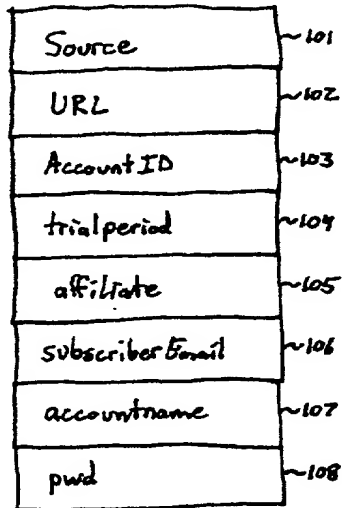 Source ~101
URL ~102
AccountID ~103
trialperiod ~104
affiliate ~105
subscriberEmail ~106
accountname ~107
pwd ~108